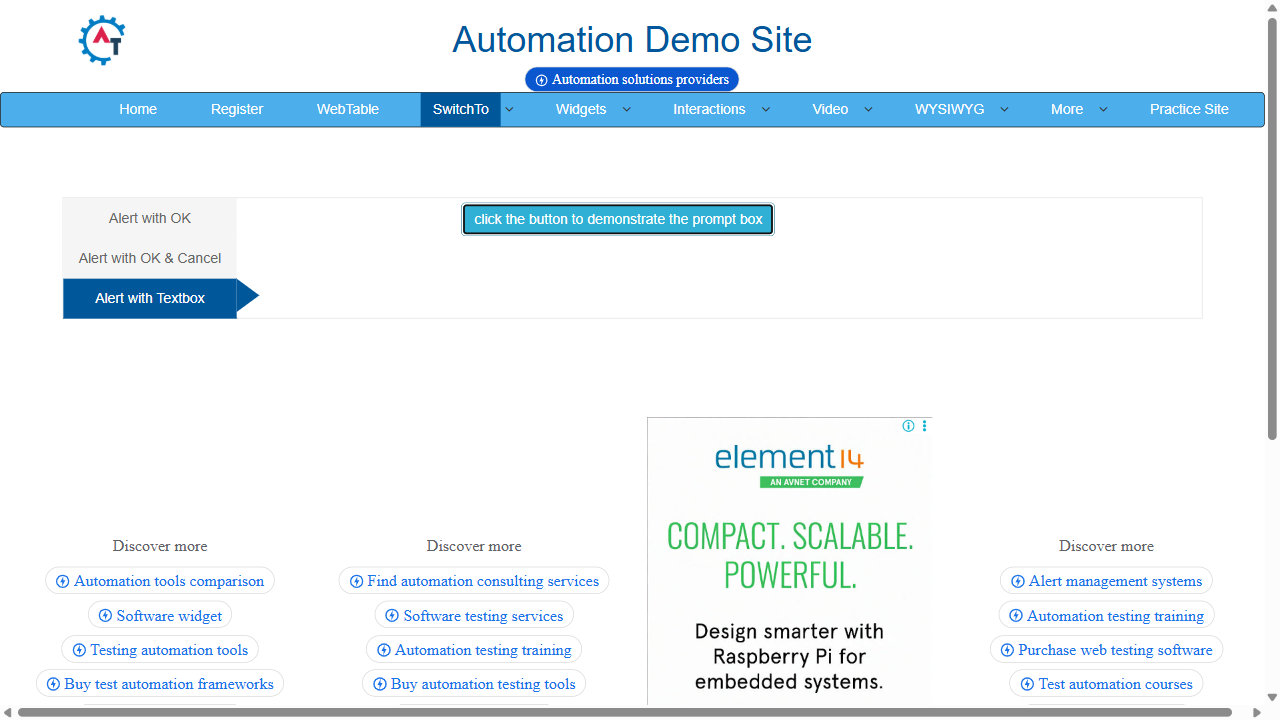 AT
Automation Demo Site
Automation solutions providers
Home Register WebTable SwitchTo Widgets Interactions Video WYSIWYG More Practice Site
Alert with OK
click the button to demonstrate the prompt box
Alert with OK & Cancel
Alert with Textbox
element14
AN AVNET COMPANY
COMPACT. SCALABLE.
POWERFUL.
Design smarter with
Raspberry Pi for
embedded systems.
Discover more
Automation tools comparison
Software widget
Testing automation tools
Buy test automation frameworks
Discover more
Find automation consulting services
Software testing services
Automation testing training
Buy automation testing tools
Discover more
Alert management systems
Automation testing training
Purchase web testing software
Test automation courses